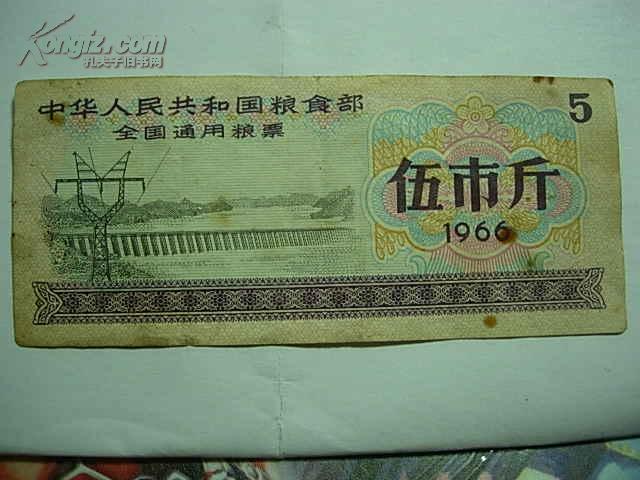 Kongfz.com
孔夫子旧书网
中华人民共和国粮食部
全国通用粮票
5
伍市斤
1966